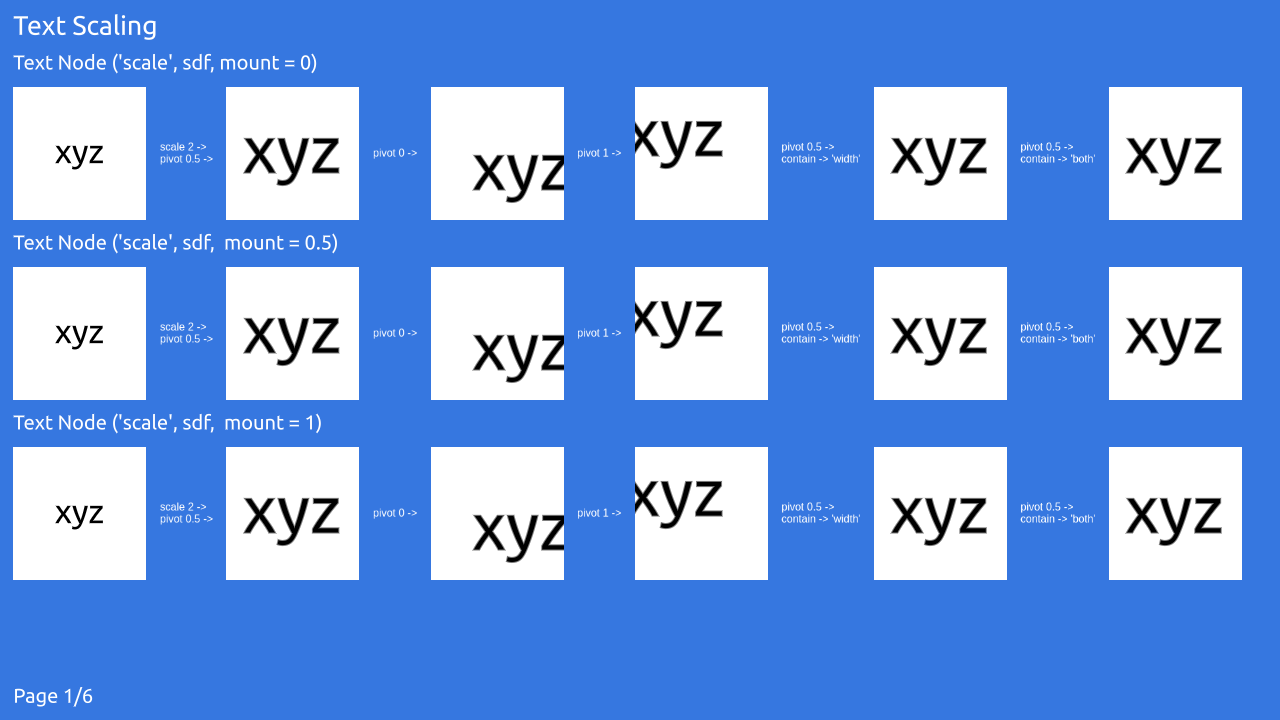 Text Scaling
Text Node ('scale', sdf, mount = 0)
xyz
scale 2 ->
pivot 0.5 ->
xyz
pivot 0 ->
xyz
pivot 1 ->
xyz
pivot 0.5 ->
contain -> 'width'
xyz
pivot 0.5 ->
contain -> 'both'
xyz
Text Node ('scale', sdf,  mount = 0.5)
xyz
scale 2 ->
pivot 0.5 ->
xyz
pivot 0 ->
xyz
pivot 1 ->
xyz
pivot 0.5 ->
contain -> 'width'
xyz
pivot 0.5 ->
contain -> 'both'
xyz
Text Node ('scale', sdf,  mount = 1)
xyz
scale 2 ->
pivot 0.5 ->
xyz
pivot 0 ->
xyz
pivot 1 ->
xyz
pivot 0.5 ->
contain -> 'width'
xyz
pivot 0.5 ->
contain -> 'both'
xyz
Page 1/6